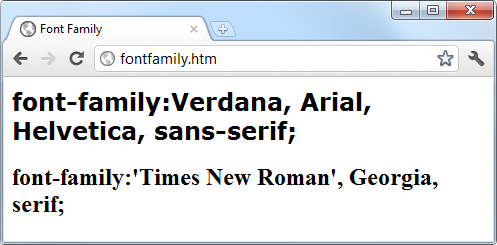 Font Family
fontfamily.htm
font-family:Verdana, Arial,
Helvetica, sans-serif;
font-family:'Times New Roman', Georgia,
serif;